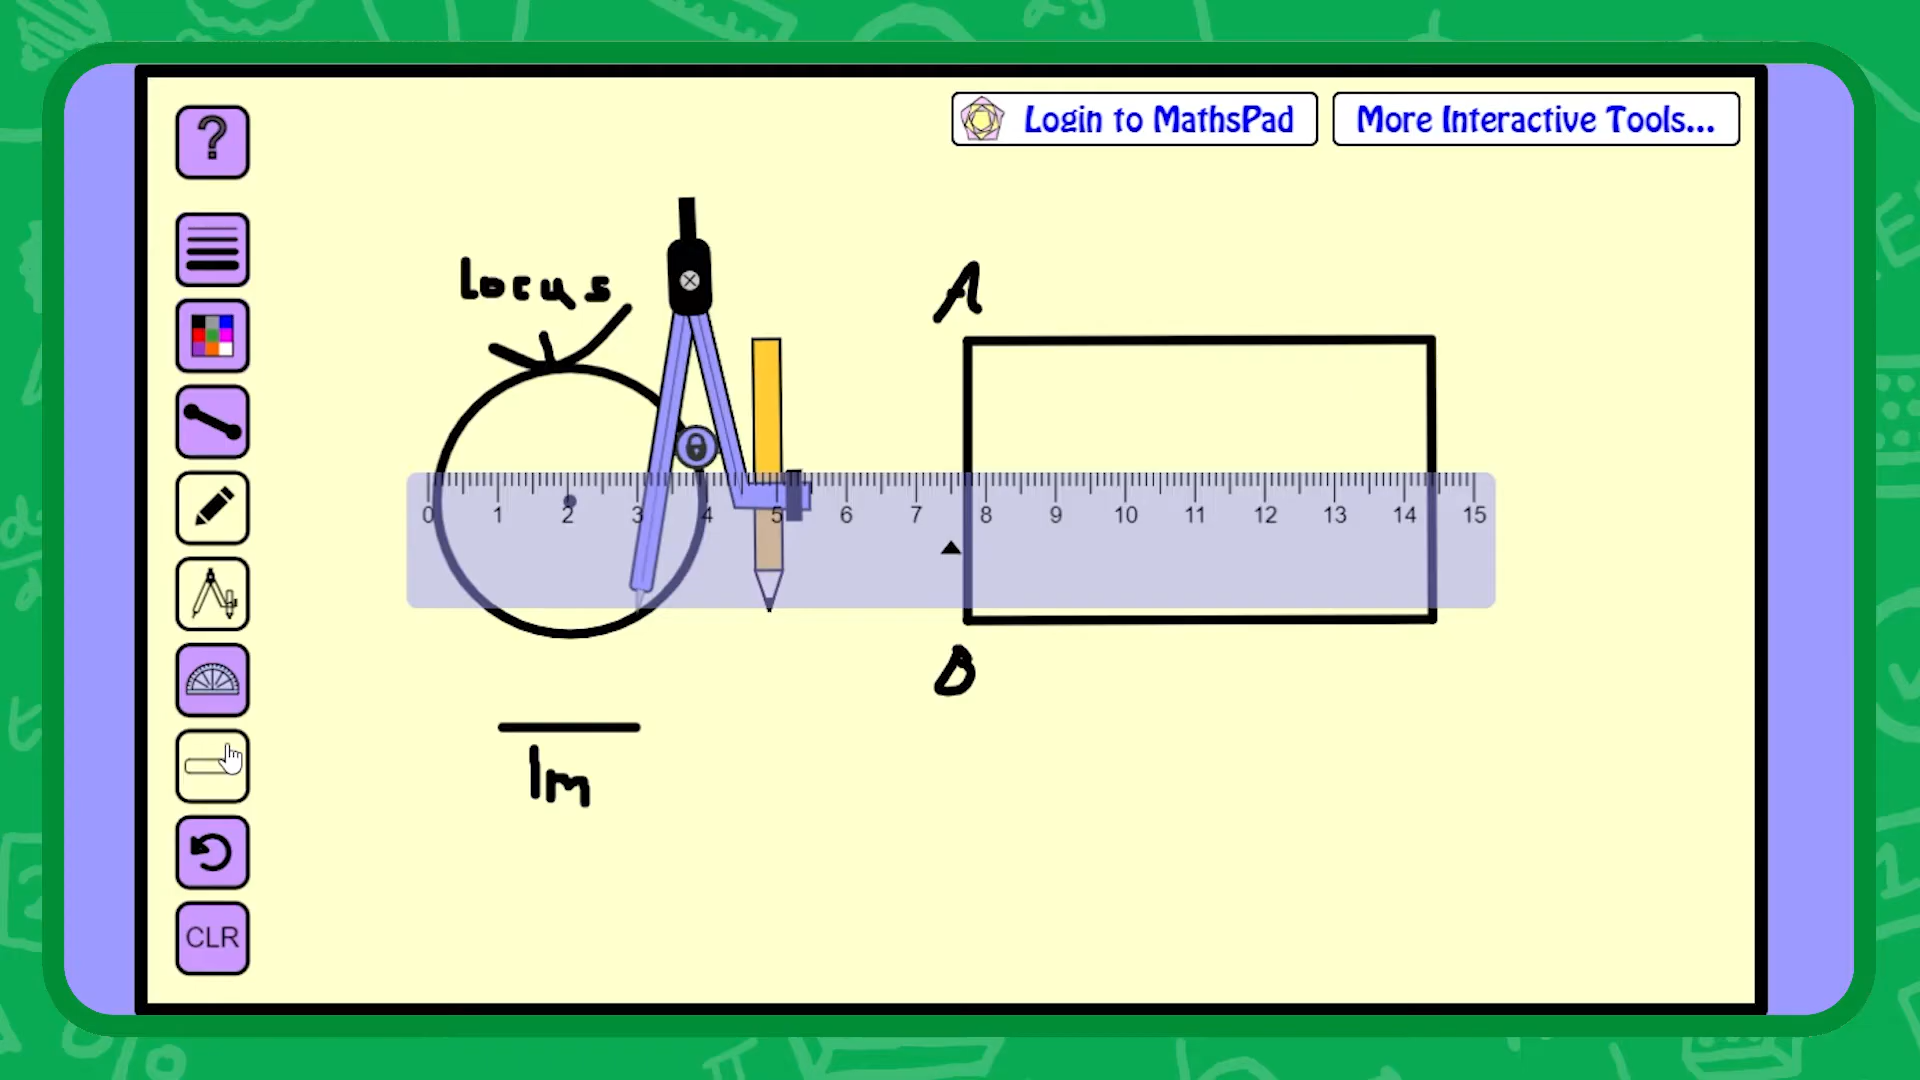 Login to MathsPad
More Interactive Tools...
?
Locus
A
0 1 2 3 4 5 6 7 8 9 10 11 12 13 14 15
B
1m
CLR